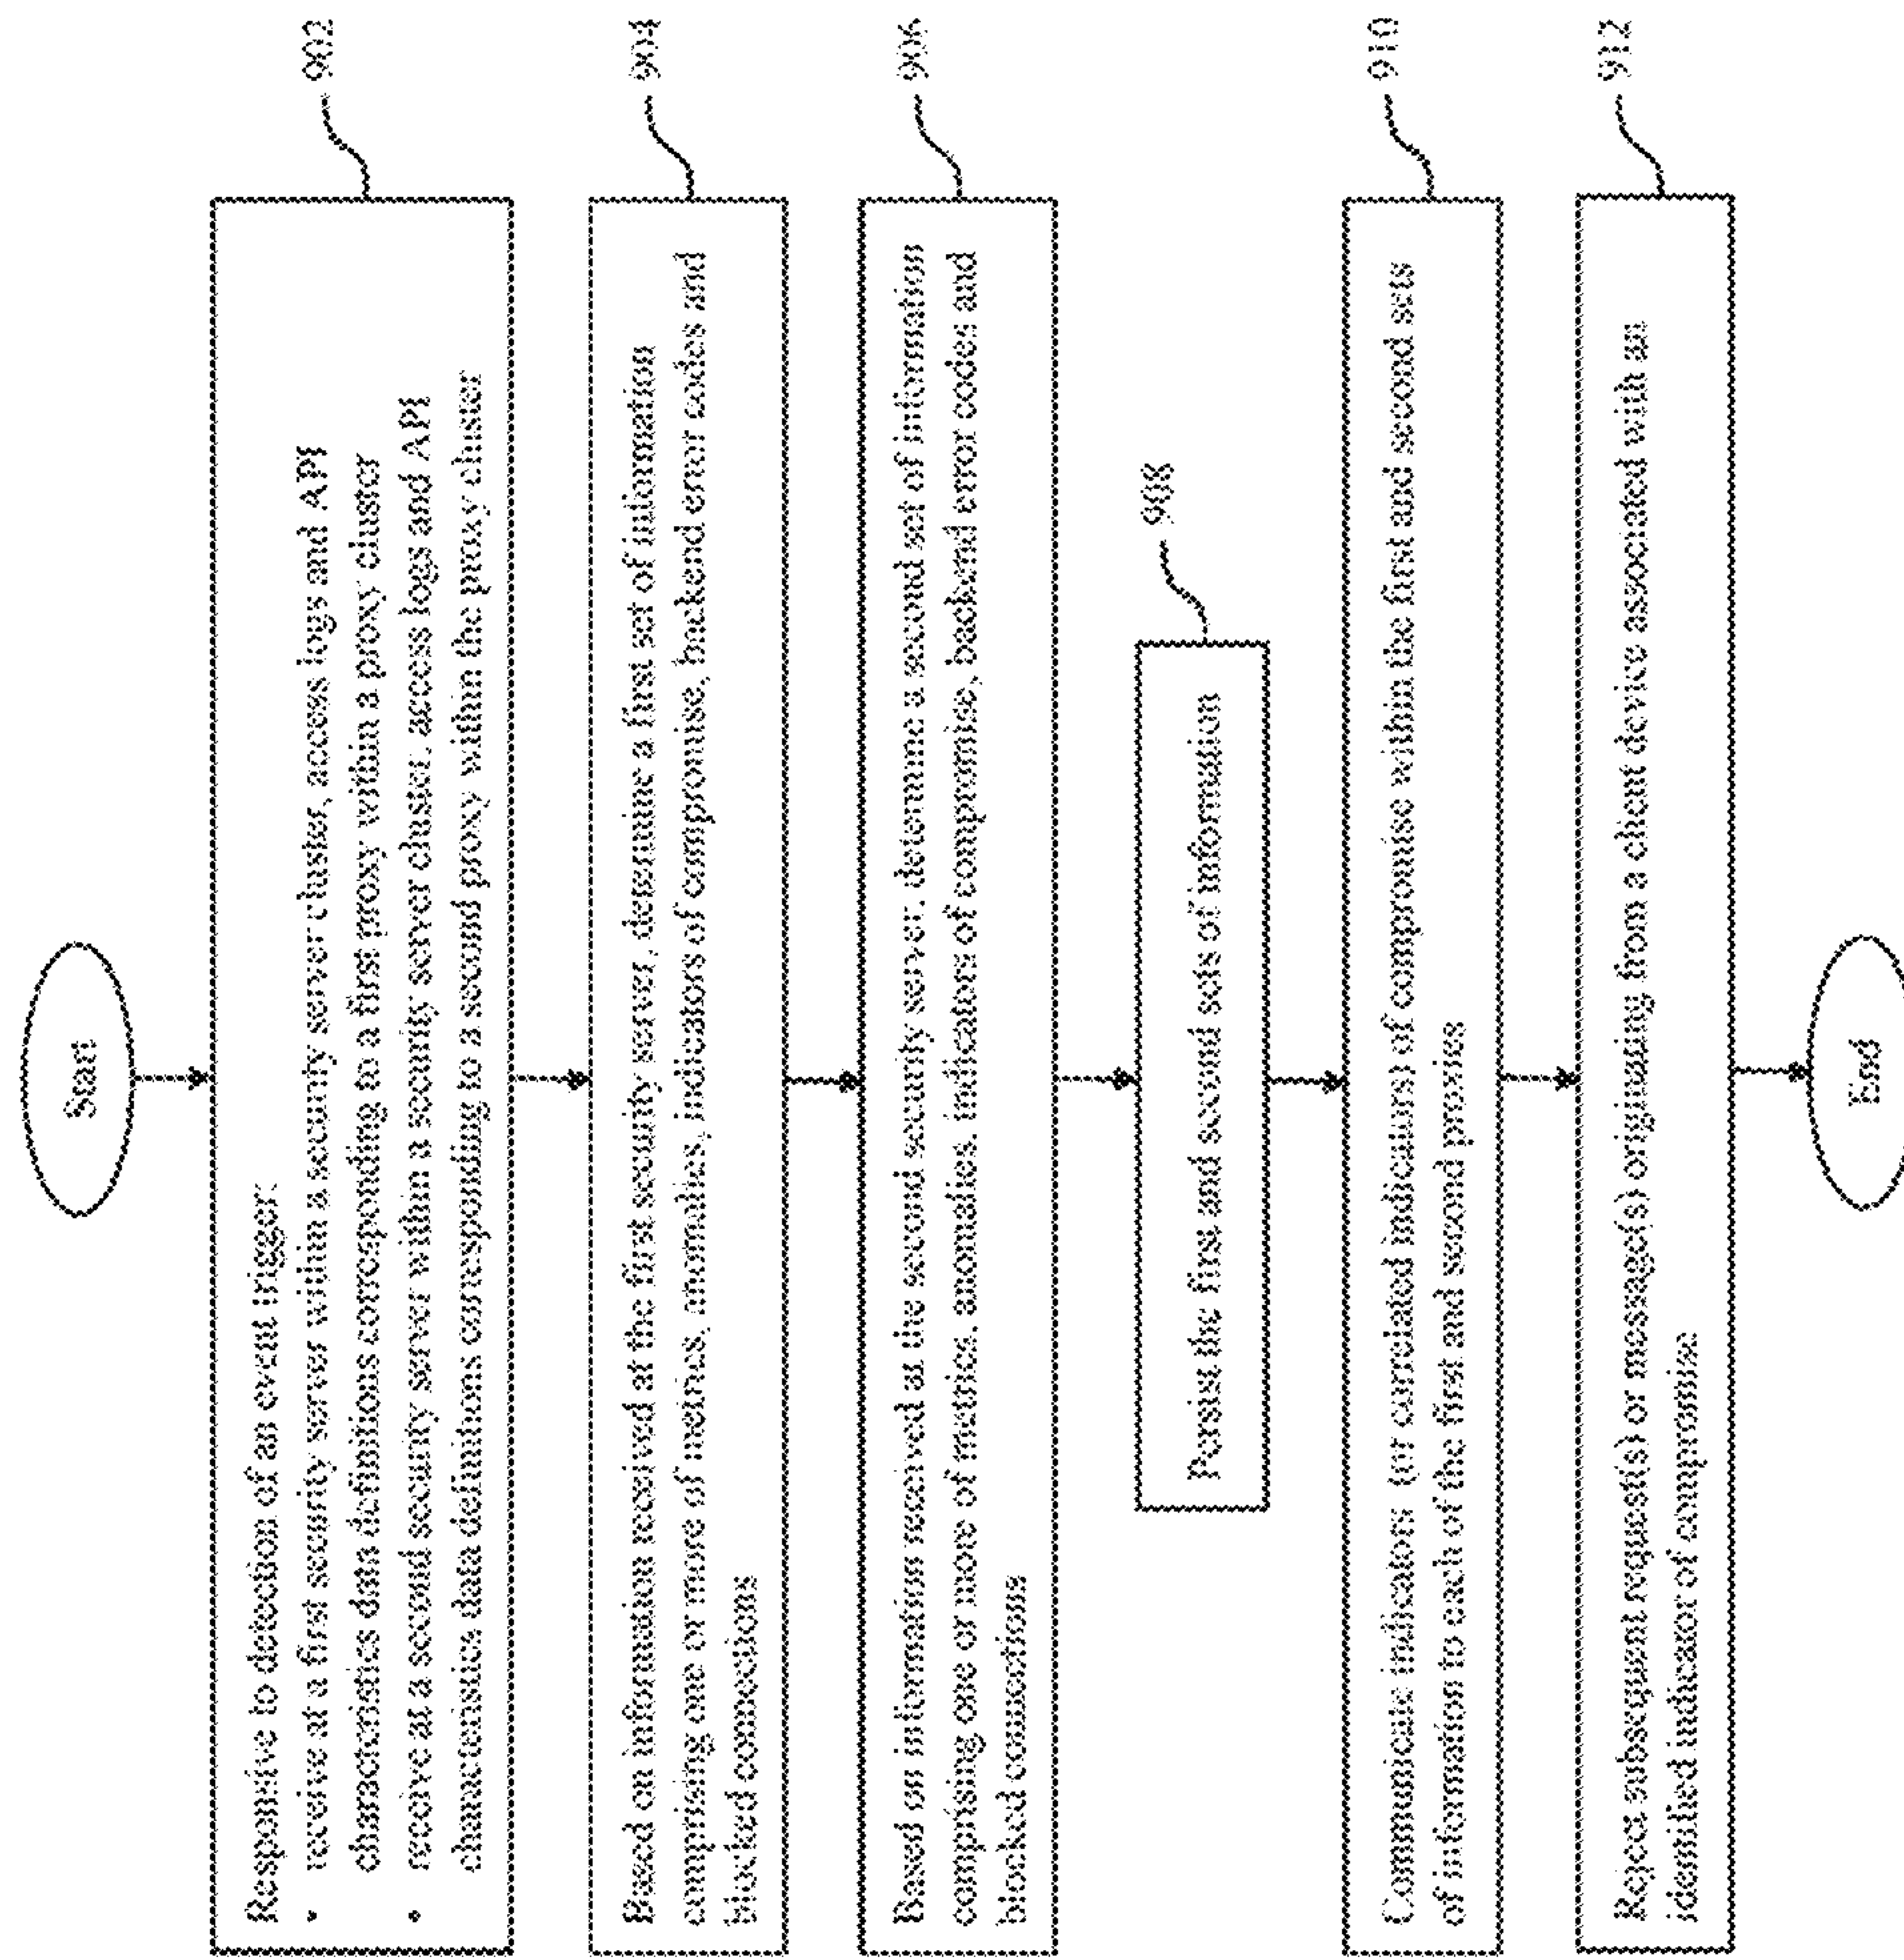 Start
902
Responsive to detection of an event trigger:
• receive at a first security server within a security server cluster, access logs and API
characteristics data definitions corresponding to a first proxy within a proxy cluster
• receive at a second security server within a security server cluster, access logs and API
characteristics data definitions corresponding to a second proxy within the proxy cluster
904
Based on information received at the first security server, determine a first set of information
comprising one or more of metrics, anomalies, indicators of compromise, backend error codes and
blocked connections
906
Based on information received at the second security server, determine a second set of information
comprising one or more of metrics, anomalies, indicators of compromise, backend error codes and
blocked connections
908
Persist the first and second sets of information
910
Communicate indicators (or correlated indicators) of compromise within the first and second sets
of information to each of the first and second proxies
912
Reject subsequent request(s) or message(s) originating from a client device associated with an
identified indicator of compromise
End